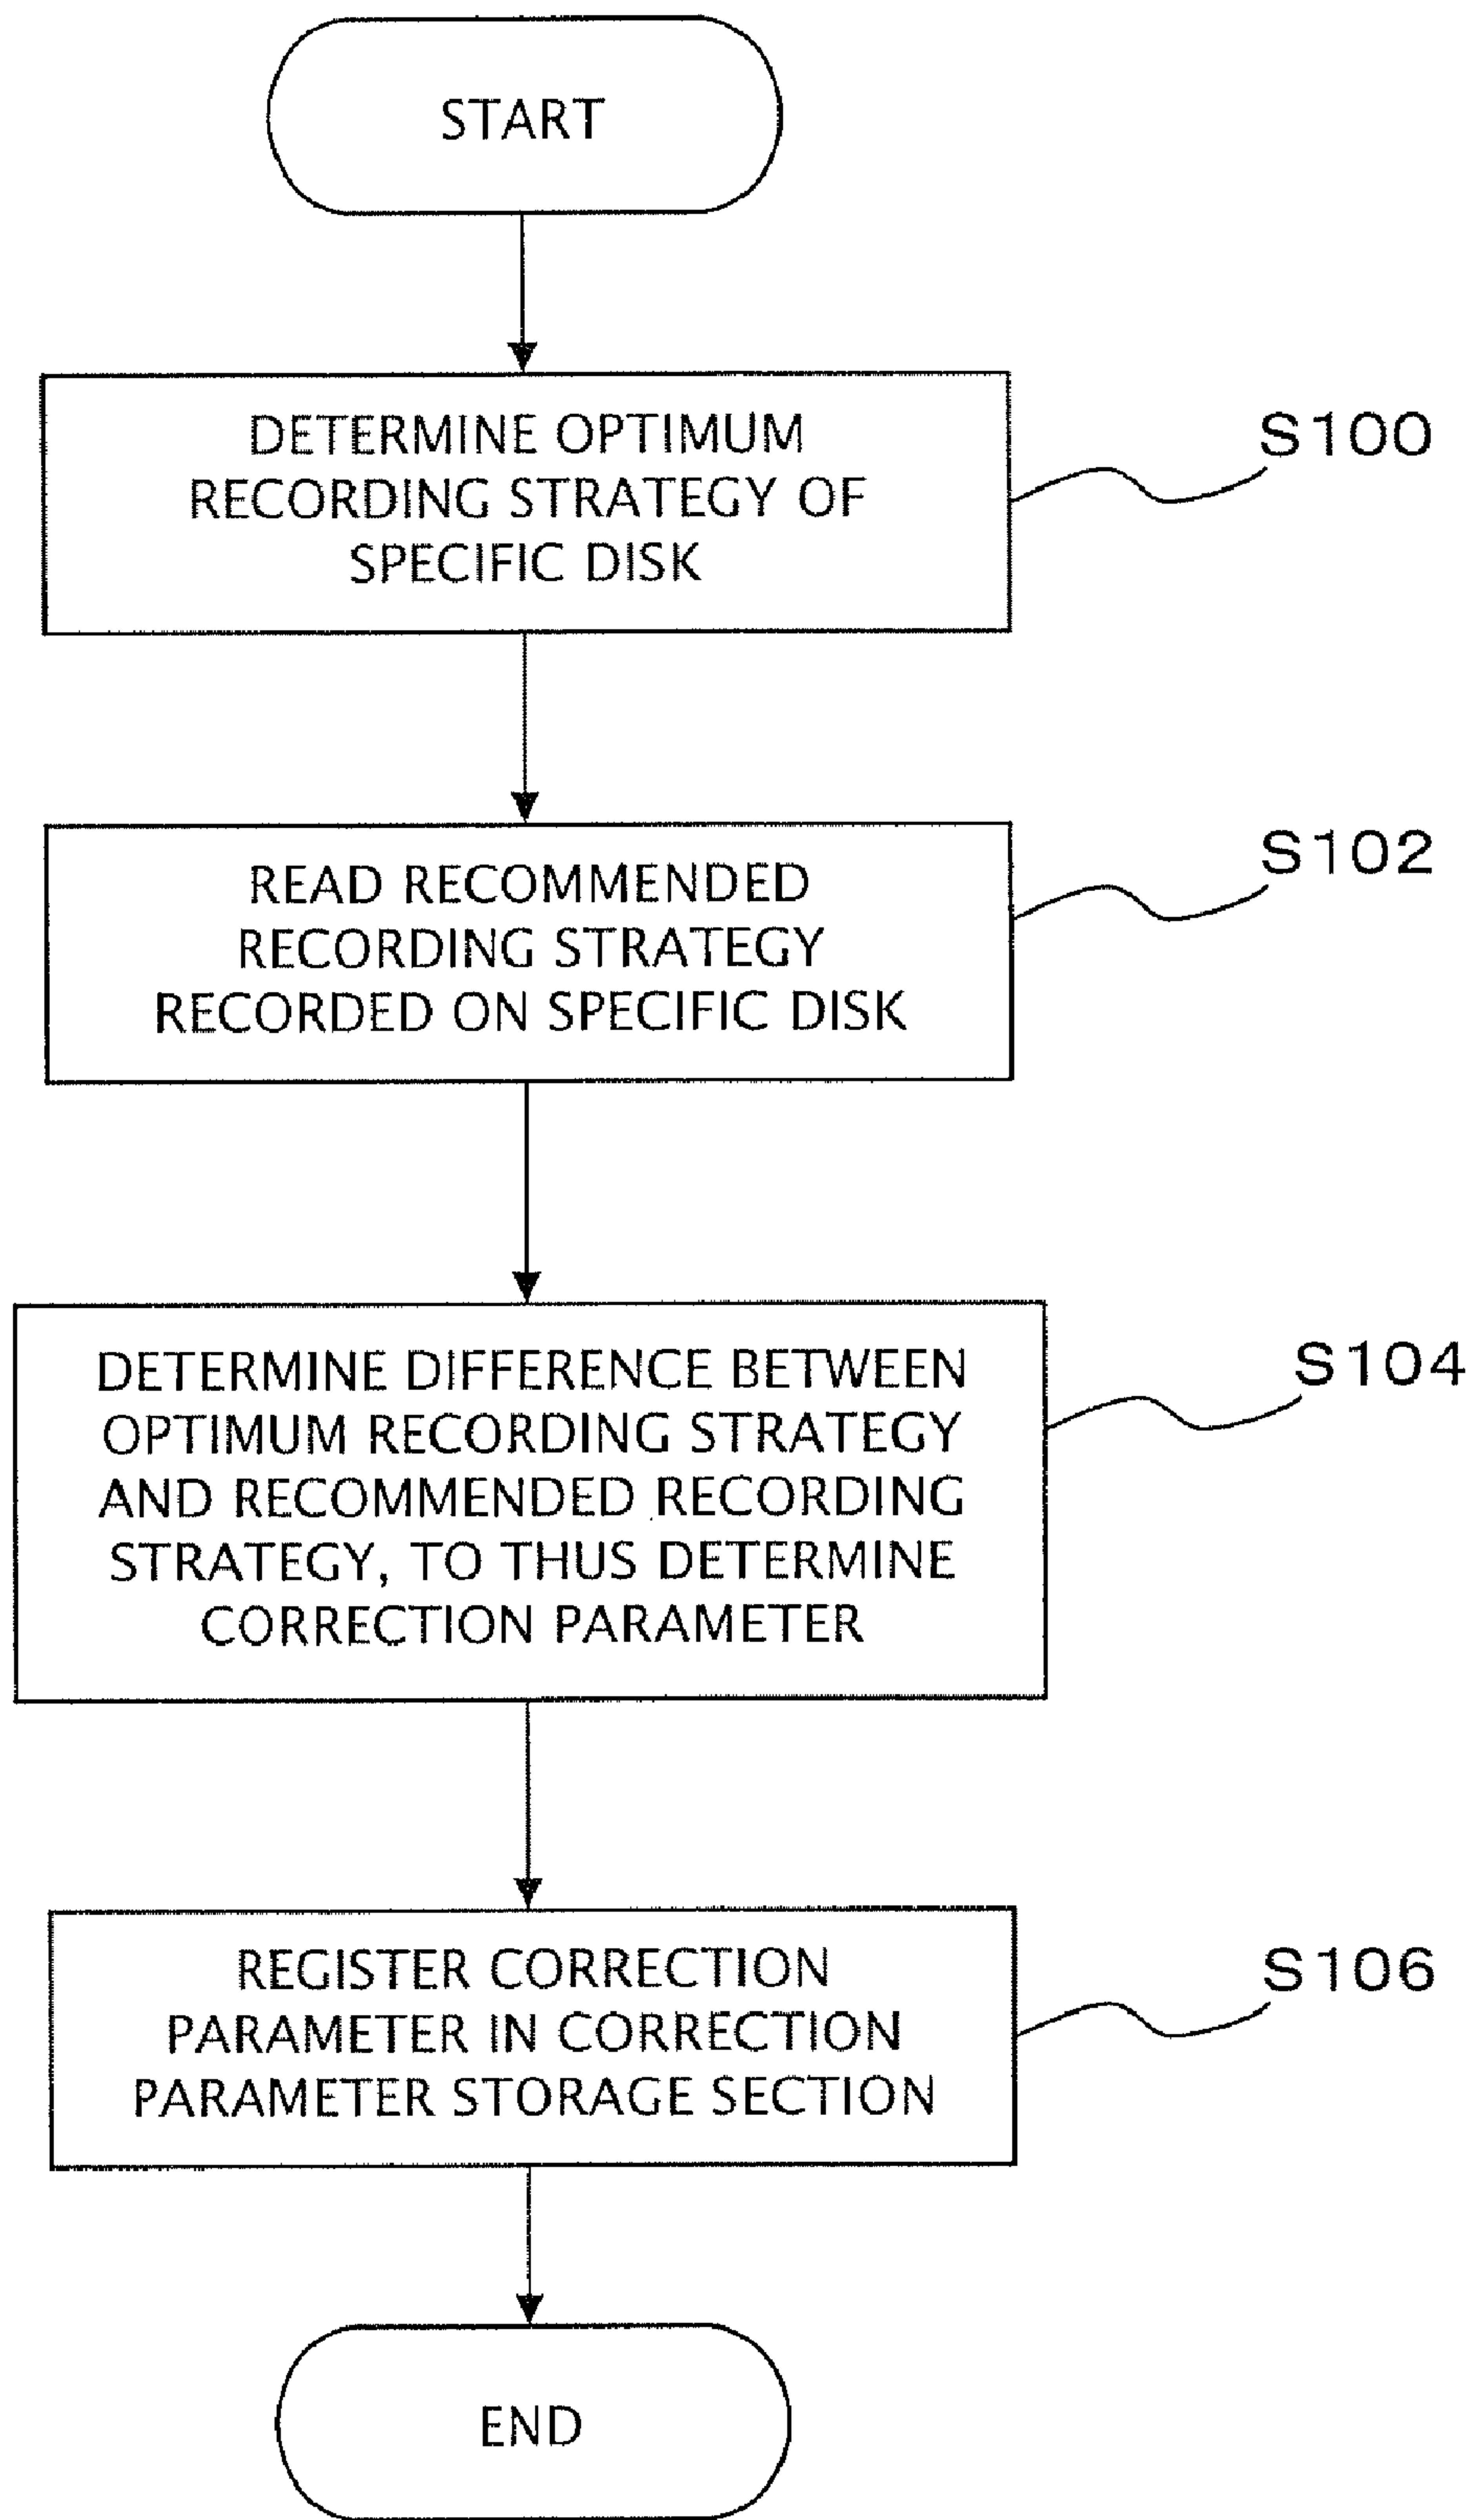 START
DETERMINE OPTIMUM
RECORDING STRATEGY OF
SPECIFIC DISK
S100
READ RECOMMENDED
RECORDING STRATEGY
RECORDED ON SPECIFIC DISK
S102
DETERMINE DIFFERENCE BETWEEN
OPTIMUM RECORDING STRATEGY
AND RECOMMENDED RECORDING
STRATEGY, TO THUS DETERMINE
CORRECTION PARAMETER
S104
REGISTER CORRECTION
PARAMETER IN CORRECTION
PARAMETER STORAGE SECTION
S106
END